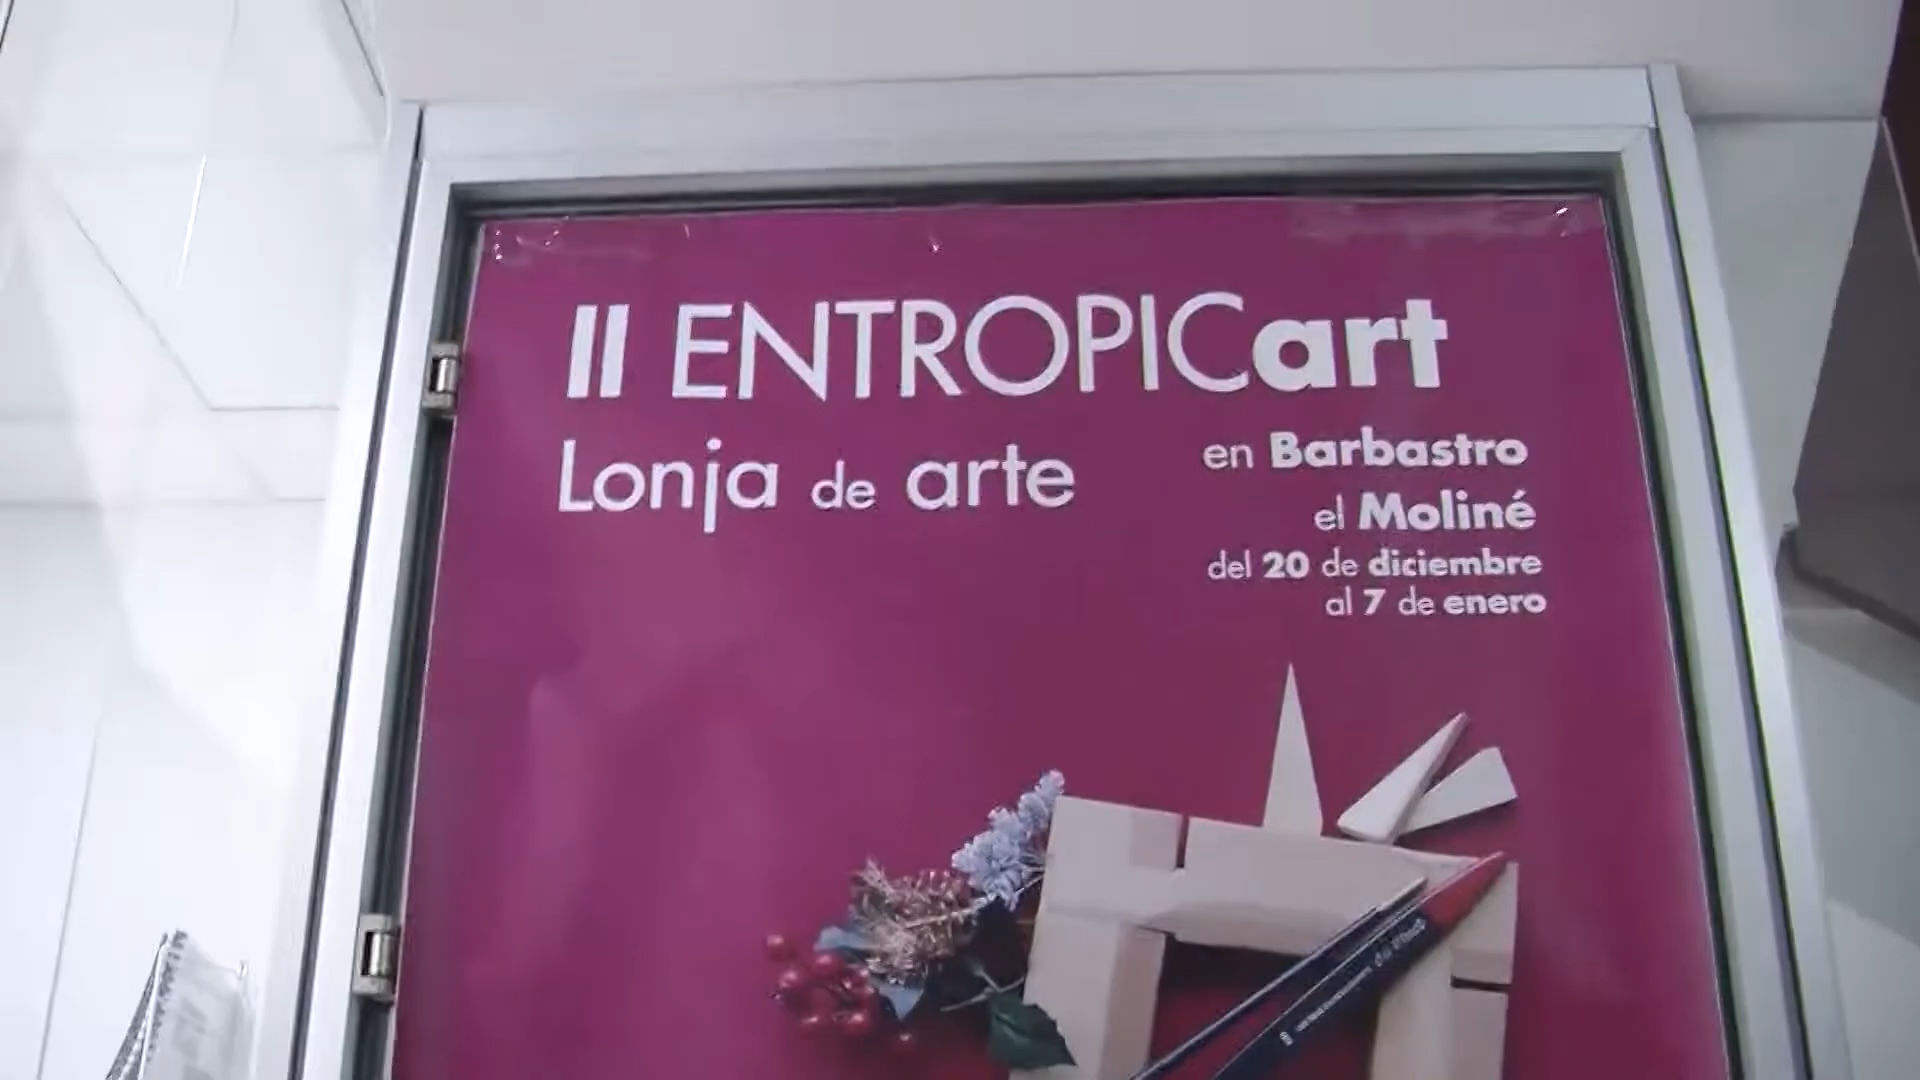 II ENTROPICart
Lonja de arte
en Barbastro
el Moliné
del 20 de diciembre
al 7 de enero